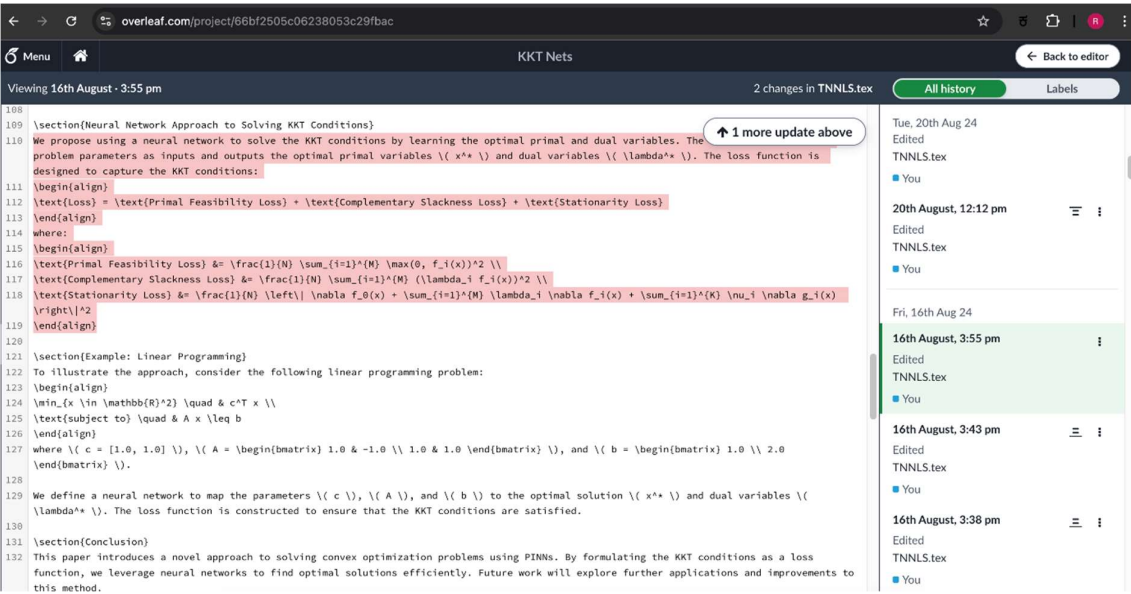 overleaf.com/project/66bf2505c06238053c29fbac
R
Menu
KKT Nets
Back to editor
Viewing 16th August · 3:55 pm
2 changes in TNNLS.tex
All history
Labels
108
109 \section{Neural Network Approach to Solving KKT Conditions}
110 We propose using a neural network to solve the KKT conditions by learning the optimal primal and dual variables. The
problem parameters as inputs and outputs the optimal primal variables \( x^* \) and dual variables \( \lambda^* \). The loss function is
designed to capture the KKT conditions:
111 \begin{align}
112 \text{Loss} = \text{Primal Feasibility Loss} + \text{Complementary Slackness Loss} + \text{Stationarity Loss}
113 \end{align}
114 where:
115 \begin{align}
116 \text{Primal Feasibility Loss} &= \frac{1}{N} \sum_{i=1}^{M} \max(0, f_i(x))^2 \\
117 \text{Complementary Slackness Loss} &= \frac{1}{N} \sum_{i=1}^{M} (\lambda_i f_i(x))^2 \\
118 \text{Stationarity Loss} &= \frac{1}{N} \left\| \nabla f_0(x) + \sum_{i=1}^{M} \lambda_i \nabla f_i(x) + \sum_{i=1}^{K} \nu_i \nabla g_i(x)
\right\|^2
119 \end{align}
120
121 \section{Example: Linear Programming}
122 To illustrate the approach, consider the following linear programming problem:
123 \begin{align}
124 \min_{x \in \mathbb{R}^2} \quad & c^T x \\
125 \text{subject to} \quad & A x \leq b
126 \end{align}
127 where \( c = [1.0, 1.0] \), \( A = \begin{bmatrix} 1.0 & -1.0 \\ 1.0 & 1.0 \end{bmatrix} \), and \( b = \begin{bmatrix} 1.0 \\ 2.0
\end{bmatrix} \).
128
129 We define a neural network to map the parameters \( c \), \( A \), and \( b \) to the optimal solution \( x^* \) and dual variables \(
\lambda^* \). The loss function is constructed to ensure that the KKT conditions are satisfied.
130
131 \section{Conclusion}
132 This paper introduces a novel approach to solving convex optimization problems using PINNs. By formulating the KKT conditions as a loss
function, we leverage neural networks to find optimal solutions efficiently. Future work will explore further applications and improvements to
this method.
1 more update above
Tue, 20th Aug 24
Edited
TNNLS.tex
You
20th August, 12:12 pm
Edited
TNNLS.tex
You
Fri, 16th Aug 24
16th August, 3:55 pm
Edited
TNNLS.tex
You
16th August, 3:43 pm
Edited
TNNLS.tex
You
16th August, 3:38 pm
Edited
TNNLS.tex
You